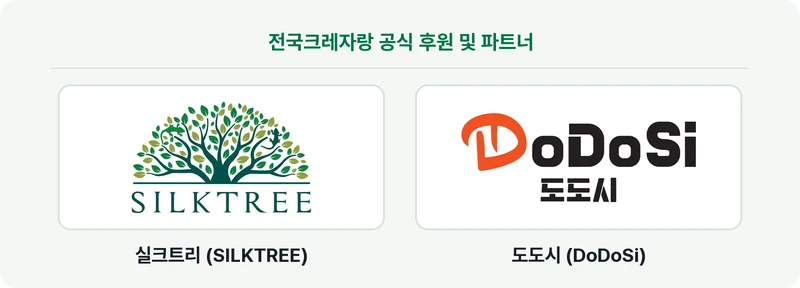 전국크레자랑 공식 후원 및 파트너
SILKTREE
DoDoSi
도도시
실크트리 (SILKTREE)
도도시 (DoDoSi)